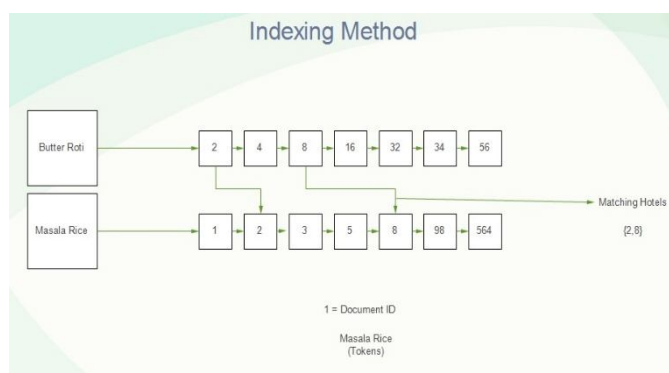 Indexing Method
Butter Roti
2 4 8 16 32 34 56
Matching Hotels
Masala Rice
1 2 3 5 8 98 564
{2,8}
1 = Document ID
Masala Rice
(Tokens)